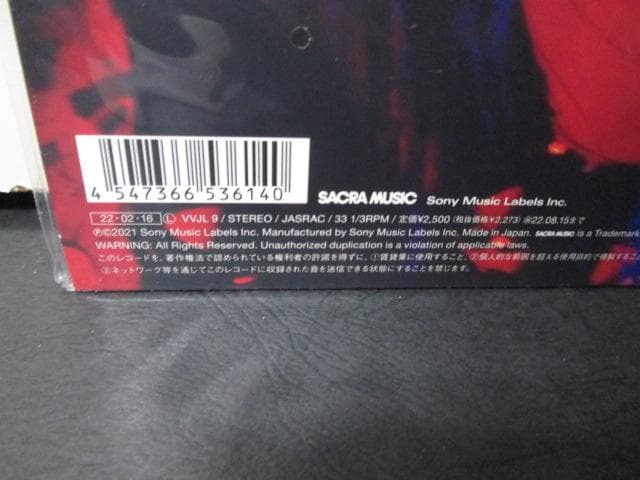 4 547366 536140
SACRA MUSIC Sony Music Labels Inc.
22・02・16 Ⓛ VVJL 9 / STEREO / JASRAC / 33 1/3RPM / 定価¥2,500 (税抜価格¥2,273) ㊝22.08.15まで
ⓅⒸ2021 Sony Music Labels Inc. Manufactured by Sony Music Labels Inc. Made in Japan. SACRA MUSIC is a Trademark
WARNING: All Rights Reserved. Unauthorized duplication is a violation of applicable laws.
このレコードを、著作権法で認められている権利者の許諾を得ずに、①賃貸業に使用すること、②個人的な範囲を超える使用目的で複製すること
③ネットワーク等を通じてこのレコードに収録された音を送信できる状態にすることを禁じます。